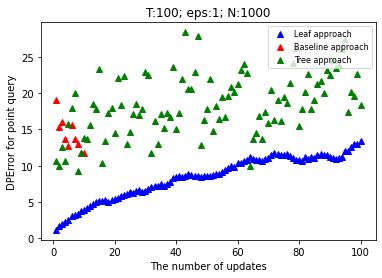 T:100; eps:1; N:1000
Leaf approach
Baseline approach
Tree approach
DPError for point query
25
20
15
10
5
0
0
20
40
60
80
100
The number of updates